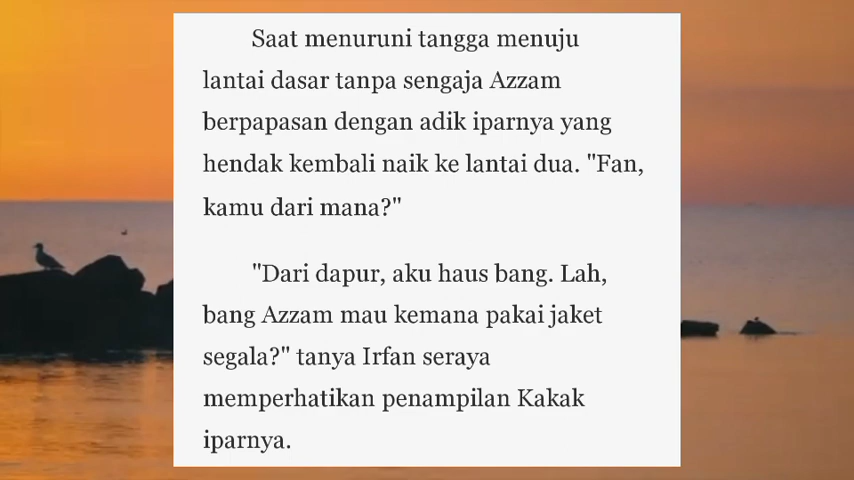 Saat menuruni tangga menuju
lantai dasar tanpa sengaja Azzam
berpapasan dengan adik iparnya yang
hendak kembali naik ke lantai dua. "Fan,
kamu dari mana?"
"Dari dapur, aku haus bang. Lah,
bang Azzam mau kemana pakai jaket
segala?" tanya Irfan seraya
memperhatikan penampilan Kakak
iparnya.